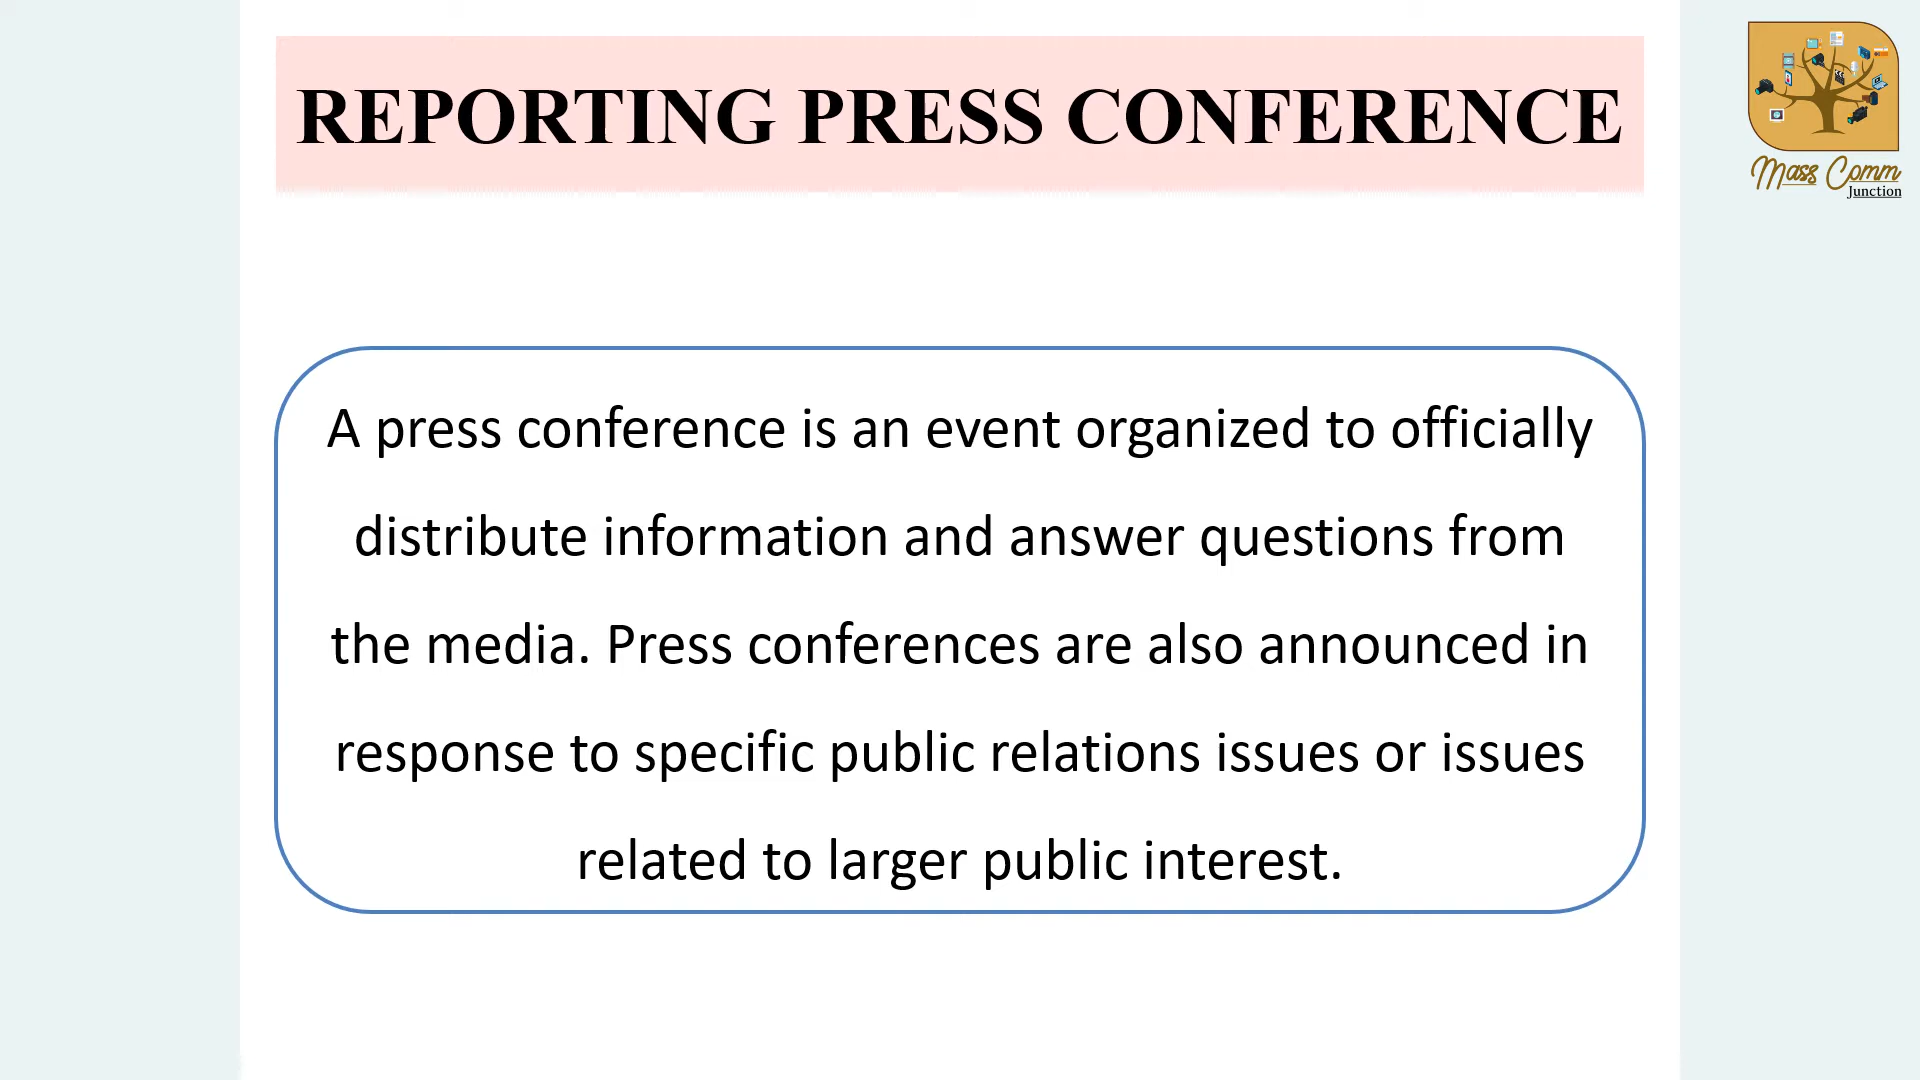 REPORTING PRESS CONFERENCE
Mass Comm
Junction
A press conference is an event organized to officially
distribute information and answer questions from
the media. Press conferences are also announced in
response to specific public relations issues or issues
related to larger public interest.